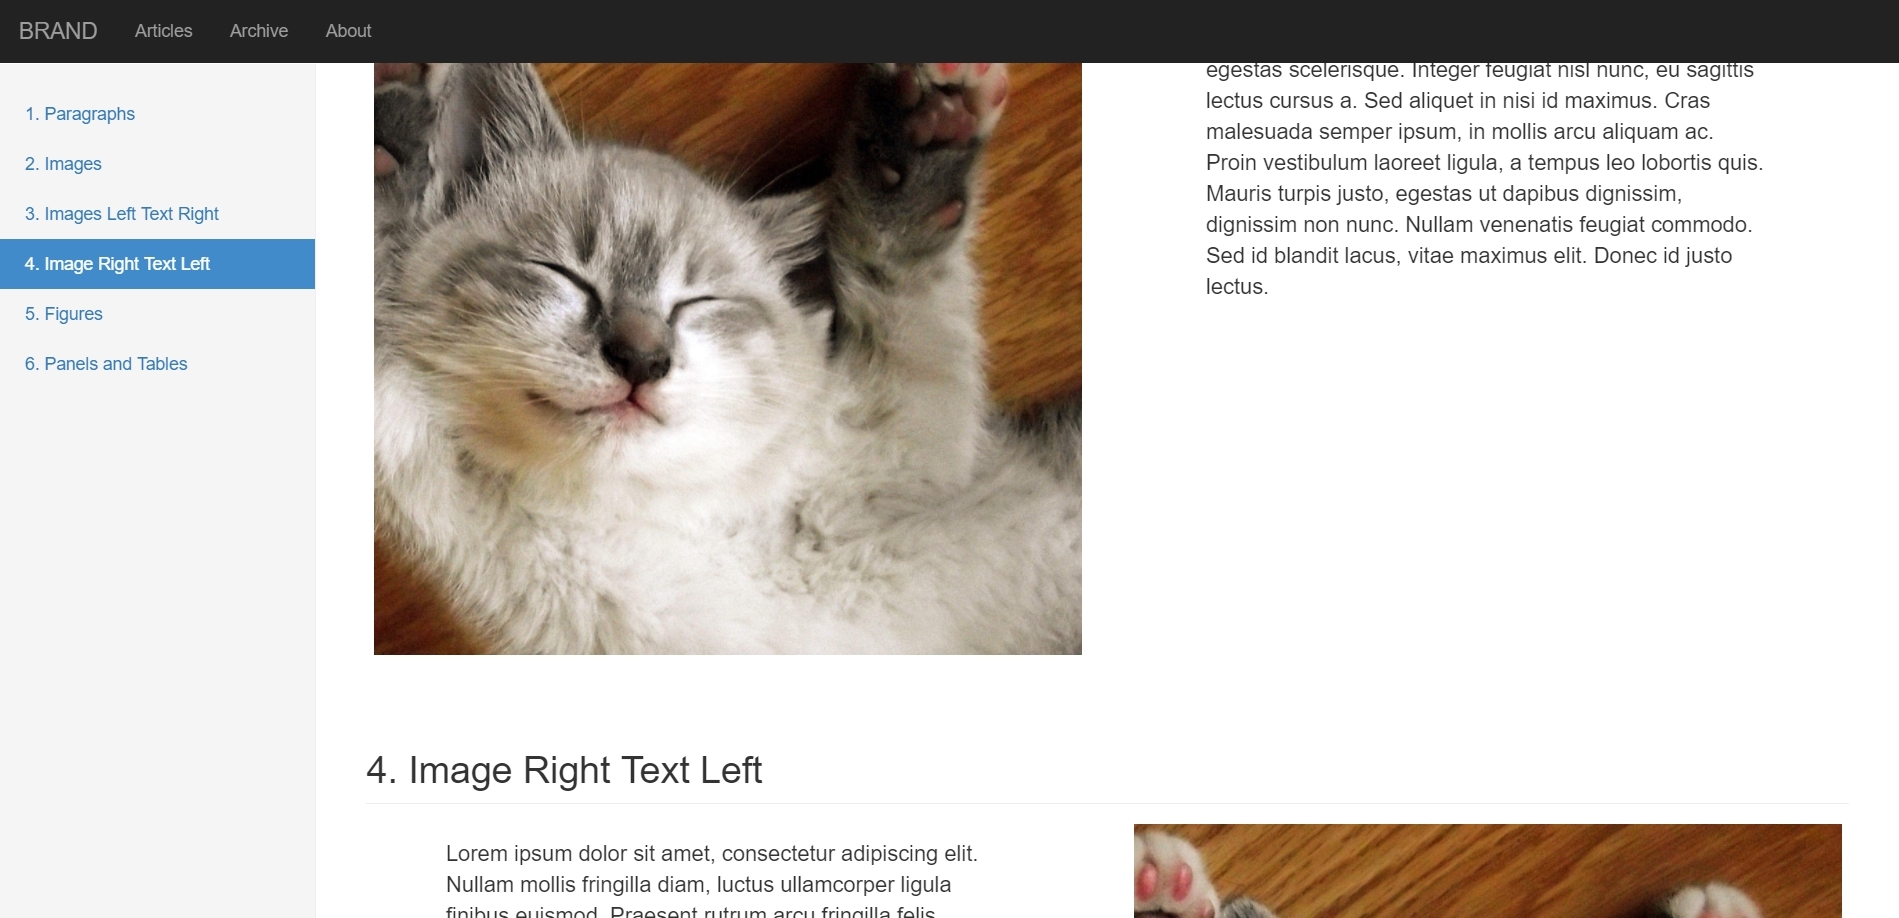 BRAND Articles Archive About
1. Paragraphs
2. Images
3. Images Left Text Right
4. Image Right Text Left
5. Figures
6. Panels and Tables
egestas scelerisque. Integer feugiat nisl nunc, eu sagittis
lectus cursus a. Sed aliquet in nisi id maximus. Cras
malesuada semper ipsum, in mollis arcu aliquam ac.
Proin vestibulum laoreet ligula, a tempus leo lobortis quis.
Mauris turpis justo, egestas ut dapibus dignissim,
dignissim non nunc. Nullam venenatis feugiat commodo.
Sed id blandit lacus, vitae maximus elit. Donec id justo
lectus.
4. Image Right Text Left
Lorem ipsum dolor sit amet, consectetur adipiscing elit.
Nullam mollis fringilla diam, luctus ullamcorper ligula
finibus euismod. Praesent rutrum arcu fringilla felis